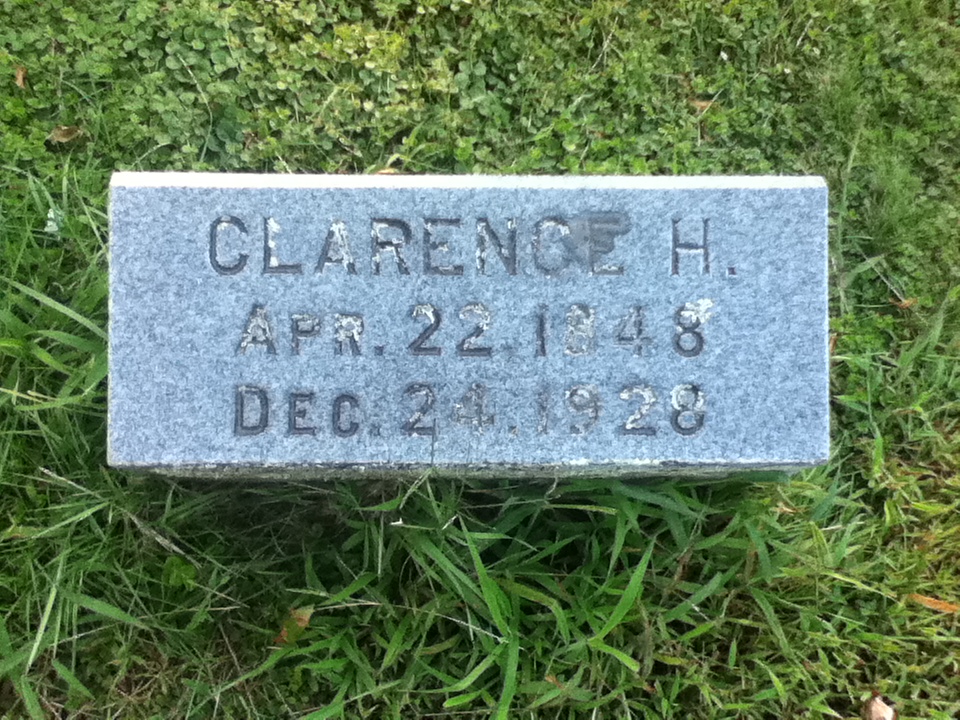 CLARENCE H.
APR. 22. 1848
DEC. 24. 1928